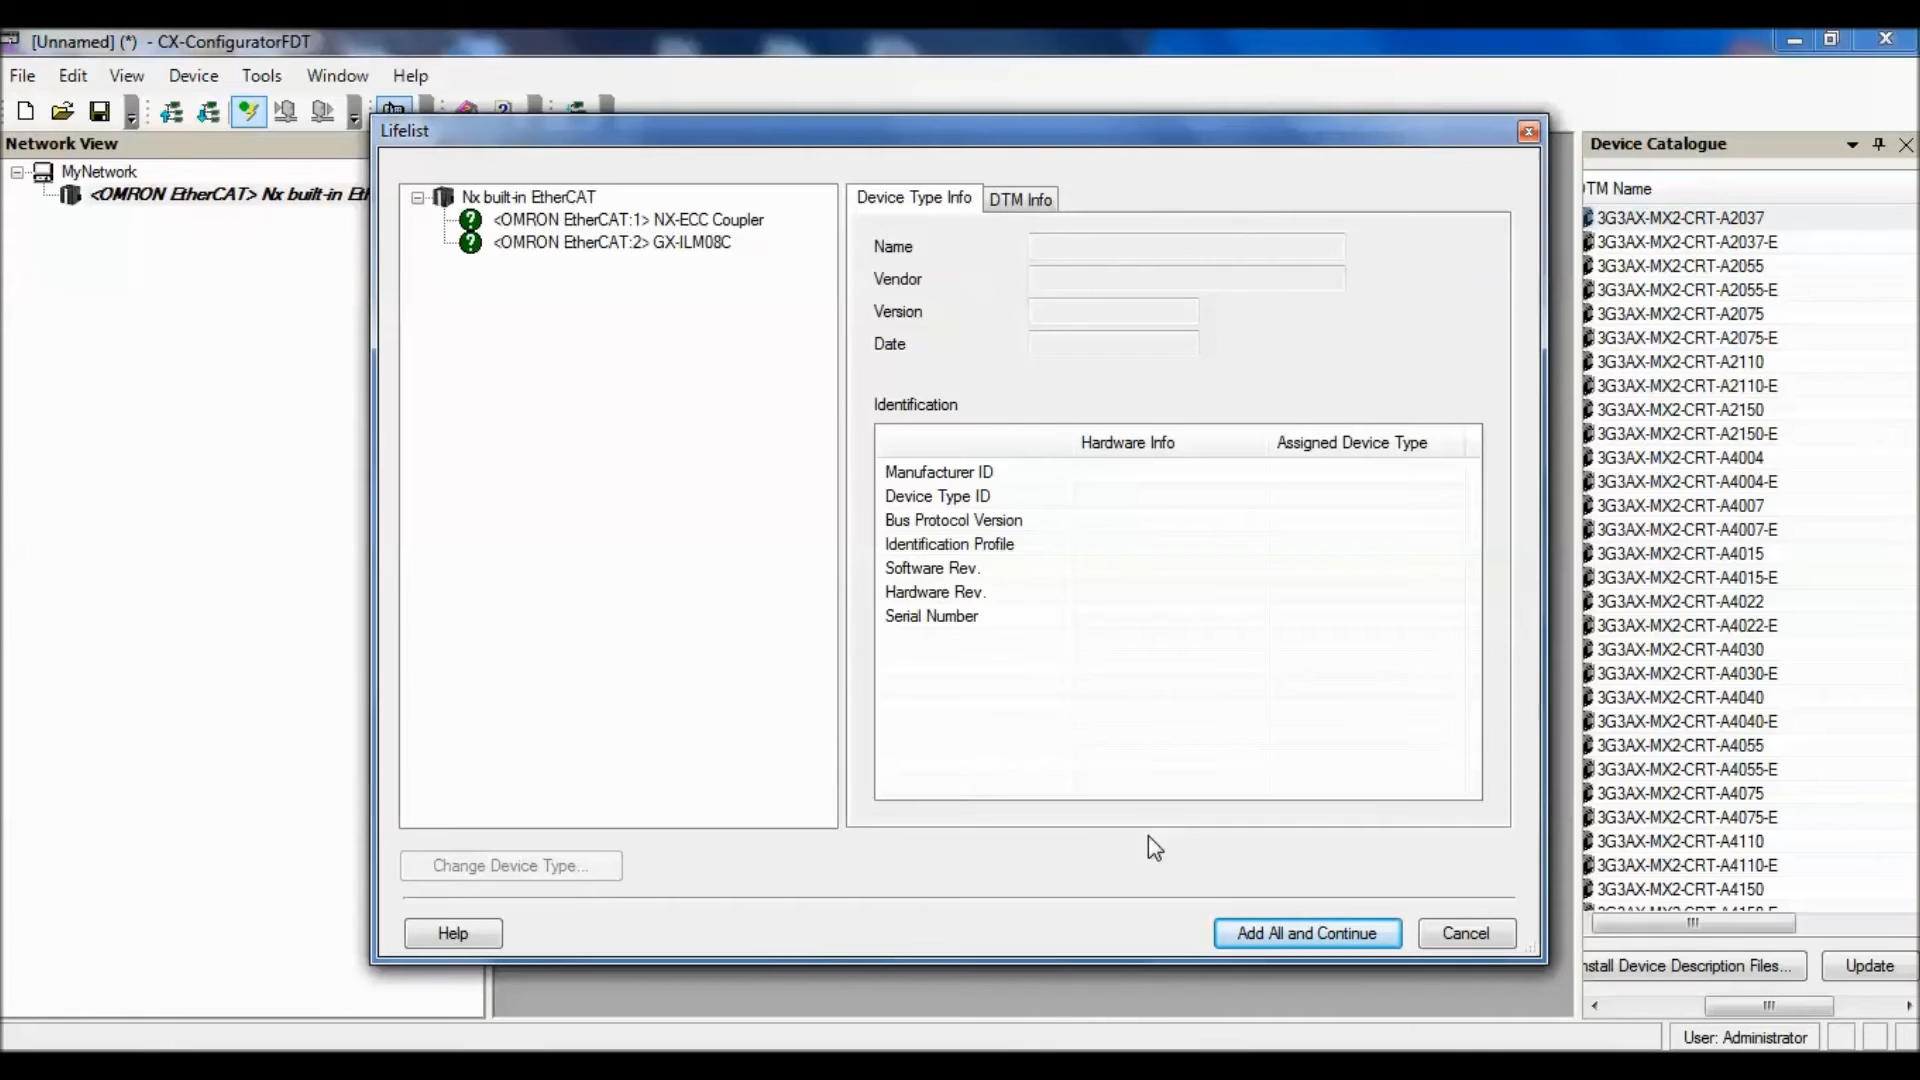 [Unnamed] (*) - CX-ConfiguratorFDT
File Edit View Device Tools Window Help
Network View
MyNetwork
<OMRON EtherCAT> Nx built-in
Lifelist
Nx built-in EtherCAT
<OMRON EtherCAT:1> NX-ECC Coupler
<OMRON EtherCAT:2> GX-ILM08C
Device Type Info
DTM Info
Name
Vendor
Version
Date
Identification
Hardware Info Assigned Device Type
Manufacturer ID
Device Type ID
Bus Protocol Version
Identification Profile
Software Rev.
Hardware Rev.
Serial Number
Change Device Type...
Help
Add All and Continue
Cancel
Device Catalogue
TM Name
3G3AX-MX2-CRT-A2037
3G3AX-MX2-CRT-A2037-E
3G3AX-MX2-CRT-A2055
3G3AX-MX2-CRT-A2055-E
3G3AX-MX2-CRT-A2075
3G3AX-MX2-CRT-A2075-E
3G3AX-MX2-CRT-A2110
3G3AX-MX2-CRT-A2110-E
3G3AX-MX2-CRT-A2150
3G3AX-MX2-CRT-A2150-E
3G3AX-MX2-CRT-A4004
3G3AX-MX2-CRT-A4004-E
3G3AX-MX2-CRT-A4007
3G3AX-MX2-CRT-A4007-E
3G3AX-MX2-CRT-A4015
3G3AX-MX2-CRT-A4015-E
3G3AX-MX2-CRT-A4022
3G3AX-MX2-CRT-A4022-E
3G3AX-MX2-CRT-A4030
3G3AX-MX2-CRT-A4030-E
3G3AX-MX2-CRT-A4040
3G3AX-MX2-CRT-A4040-E
3G3AX-MX2-CRT-A4055
3G3AX-MX2-CRT-A4055-E
3G3AX-MX2-CRT-A4075
3G3AX-MX2-CRT-A4075-E
3G3AX-MX2-CRT-A4110
3G3AX-MX2-CRT-A4110-E
3G3AX-MX2-CRT-A4150
nstall Device Description Files...
Update
User: Administrator